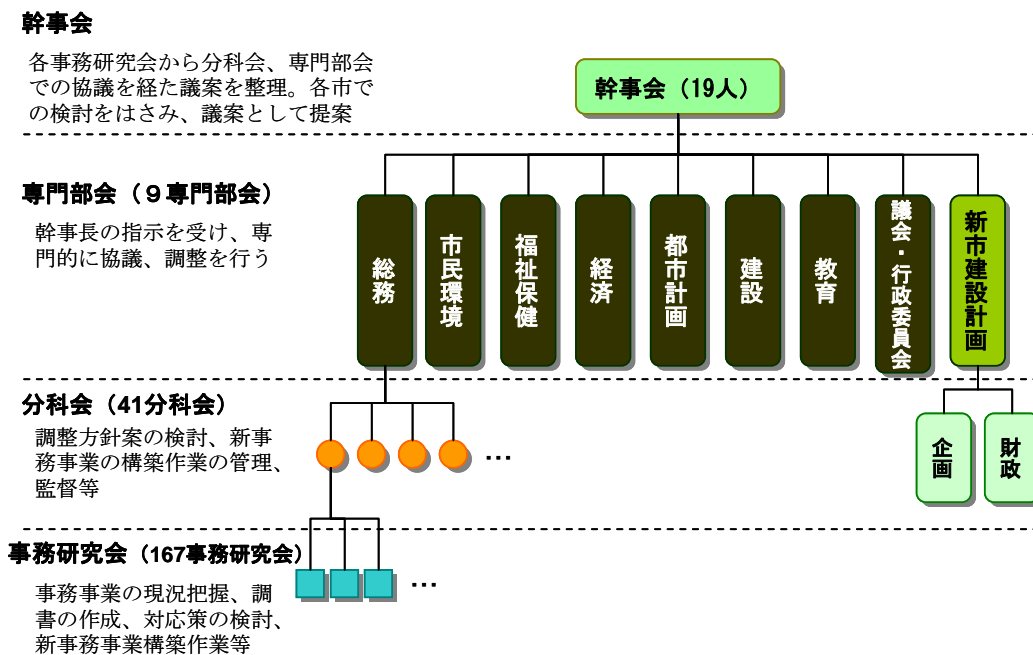 幹事会
各事務研究会から分科会、専門部会
での協議を経た議案を整理。各市で
の検討をはさみ、議案として提案
幹事会（19人）
専門部会（９専門部会）
幹事長の指示を受け、専
門的に協議、調整を行う
総務
市民環境
福祉保健
経済
都市計画
建設
教育
議会・行政委員会
新市建設計画
分科会（41分科会）
調整方針案の検討、新事
務事業の構築作業の管理、
監督等
…
企画
財政
事務研究会（167事務研究会）
事務事業の現況把握、調
書の作成、対応策の検討、
新事務事業構築作業等
…